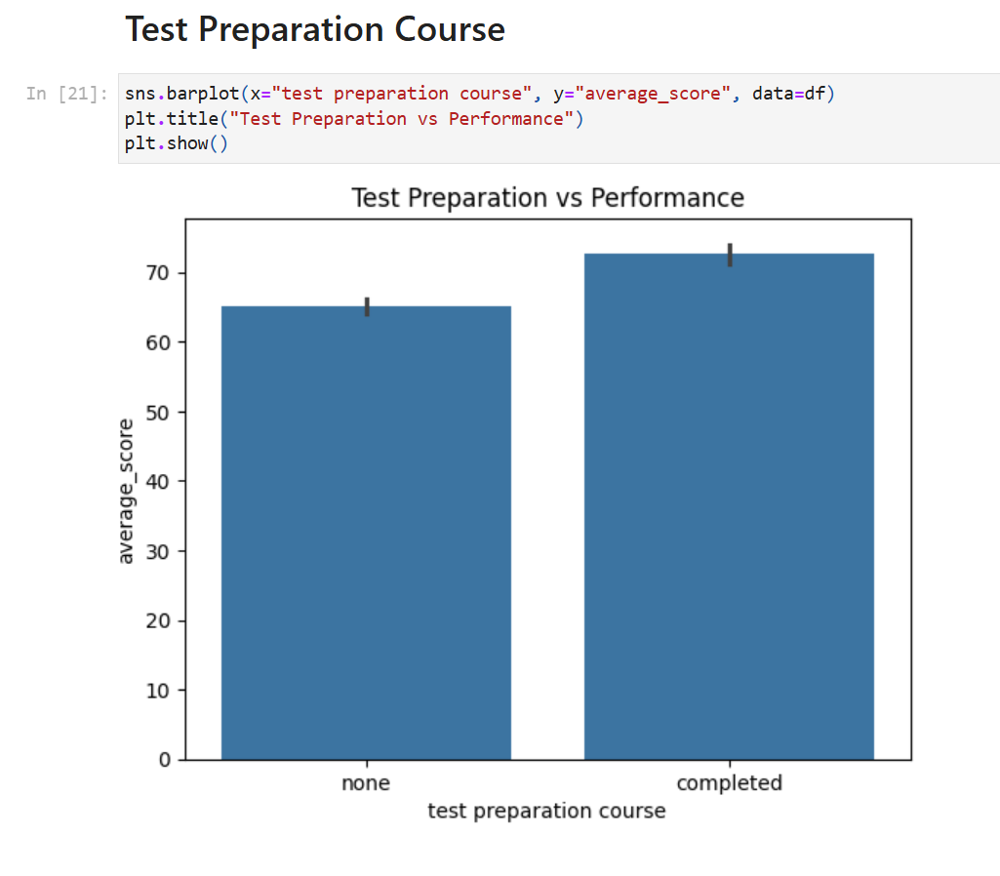 Test Preparation Course
In [21]:
sns.barplot(x="test preparation course", y="average_score", data=df)
plt.title("Test Preparation vs Performance")
plt.show()
Test Preparation vs Performance
70
60
50
40
30
20
10
0
average_score
none
completed
test preparation course